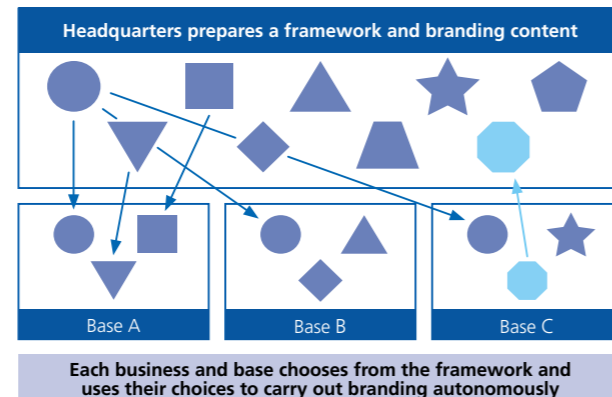 Headquarters prepares a framework and branding content
Base A
Base B
Base C
Each business and base chooses from the framework and
uses their choices to carry out branding autonomously